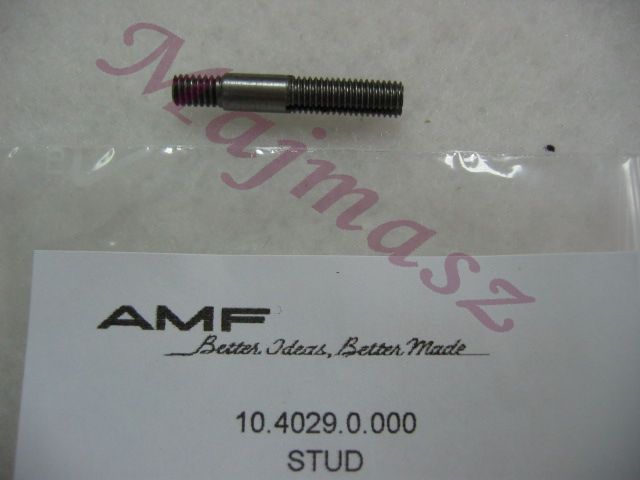 Majmasz
AMF
Better Ideas, Better Made
10.4029.0.000
STUD